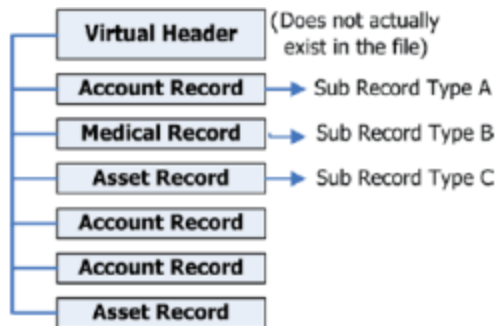 Virtual Header
(Does not actually
exist in the file)
Account Record
Sub Record Type A
Medical Record
Sub Record Type B
Asset Record
Sub Record Type C
Account Record
Account Record
Asset Record